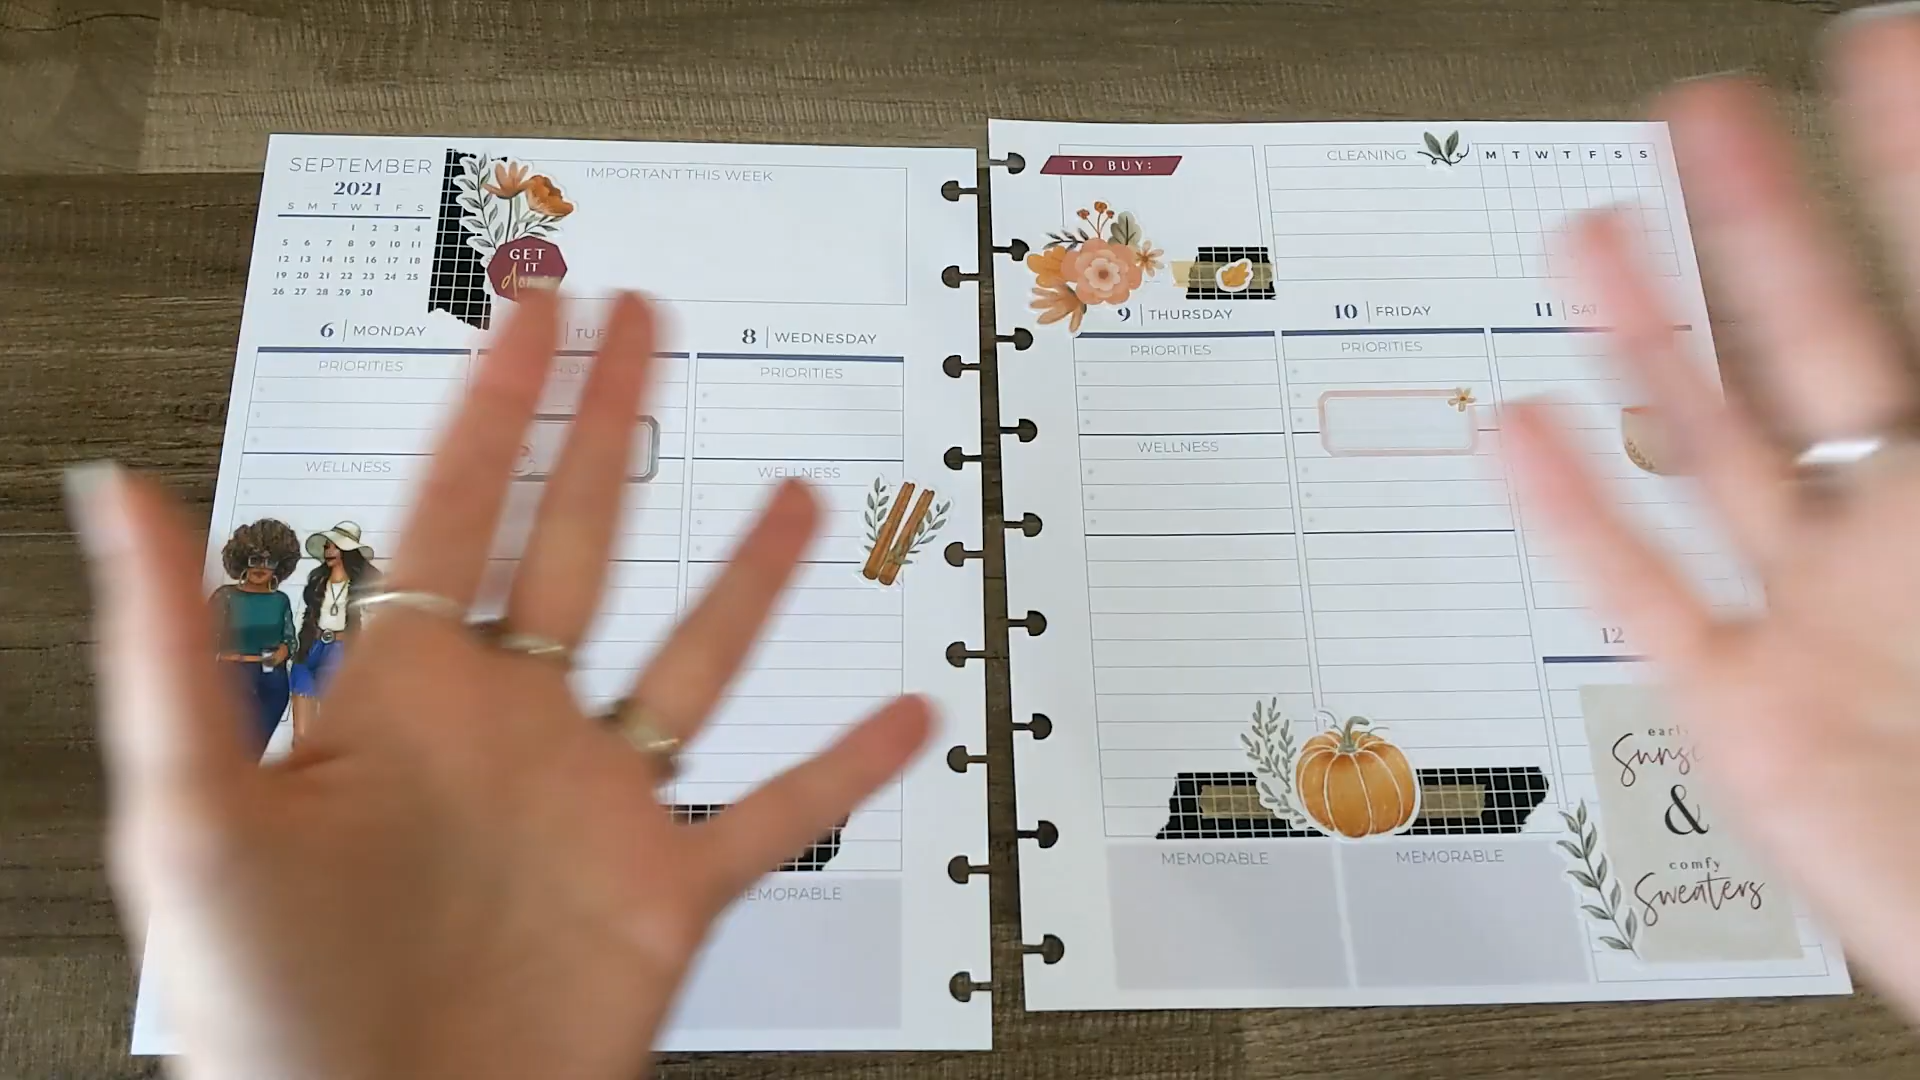 SEPTEMBER
2021
S M T W T F S
1 2 3 4
5 6 7 8 9 10 11
12 13 14 15 16 17 18
19 20 21 22 23 24 25
26 27 28 29 30
GET
IT
done
IMPORTANT THIS WEEK
6 | MONDAY
8 | WEDNESDAY
PRIORITIES
PRIORITIES
WELLNESS
WELLNESS
MEMORABLE
TO BUY:
CLEANING
M T W T F S S
9 | THURSDAY
10 | FRIDAY
11 | SAT
PRIORITIES
PRIORITIES
WELLNESS
12
early
Sunse
&
comfy
Sweaters
MEMORABLE
MEMORABLE